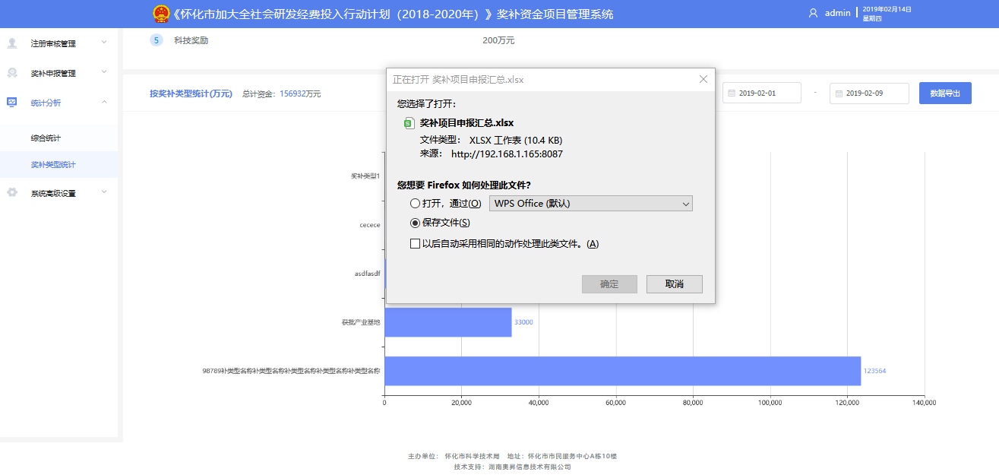 《怀化市加大全社会研发经费投入行动计划（2018-2020年）》奖补资金项目管理系统
admin
2019年02月14日
星期四
注册审核管理
奖补申报管理
统计分析
综合统计
奖补类型统计
系统高级设置
5 科技奖励 200万元
按奖补类型统计(万元) 总计资金：156932万元
2019-02-01 - 2019-02-09 数据导出
正在打开 奖补项目申报汇总.xlsx
您选择了打开：
奖补项目申报汇总.xlsx
文件类型： XLSX 工作表 (10.4 KB)
来源： http://192.168.1.165:8087
您想要 Firefox 如何处理此文件？
打开，通过(O) WPS Office (默认)
保存文件(S)
以后自动采用相同的动作处理此类文件。(A)
确定 取消
奖补类型1
cecece
asdfasdf
获批产业基地 33000
98789补类型名称补类型名称补类型名称补类型名称补类型名称 123564
0 20,000 40,000 60,000 80,000 100,000 120,000 140,000
主办单位： 怀化市科学技术局 地址：怀化市市民服务中心A栋10楼
技术支持：湖南奥昇信息技术有限公司